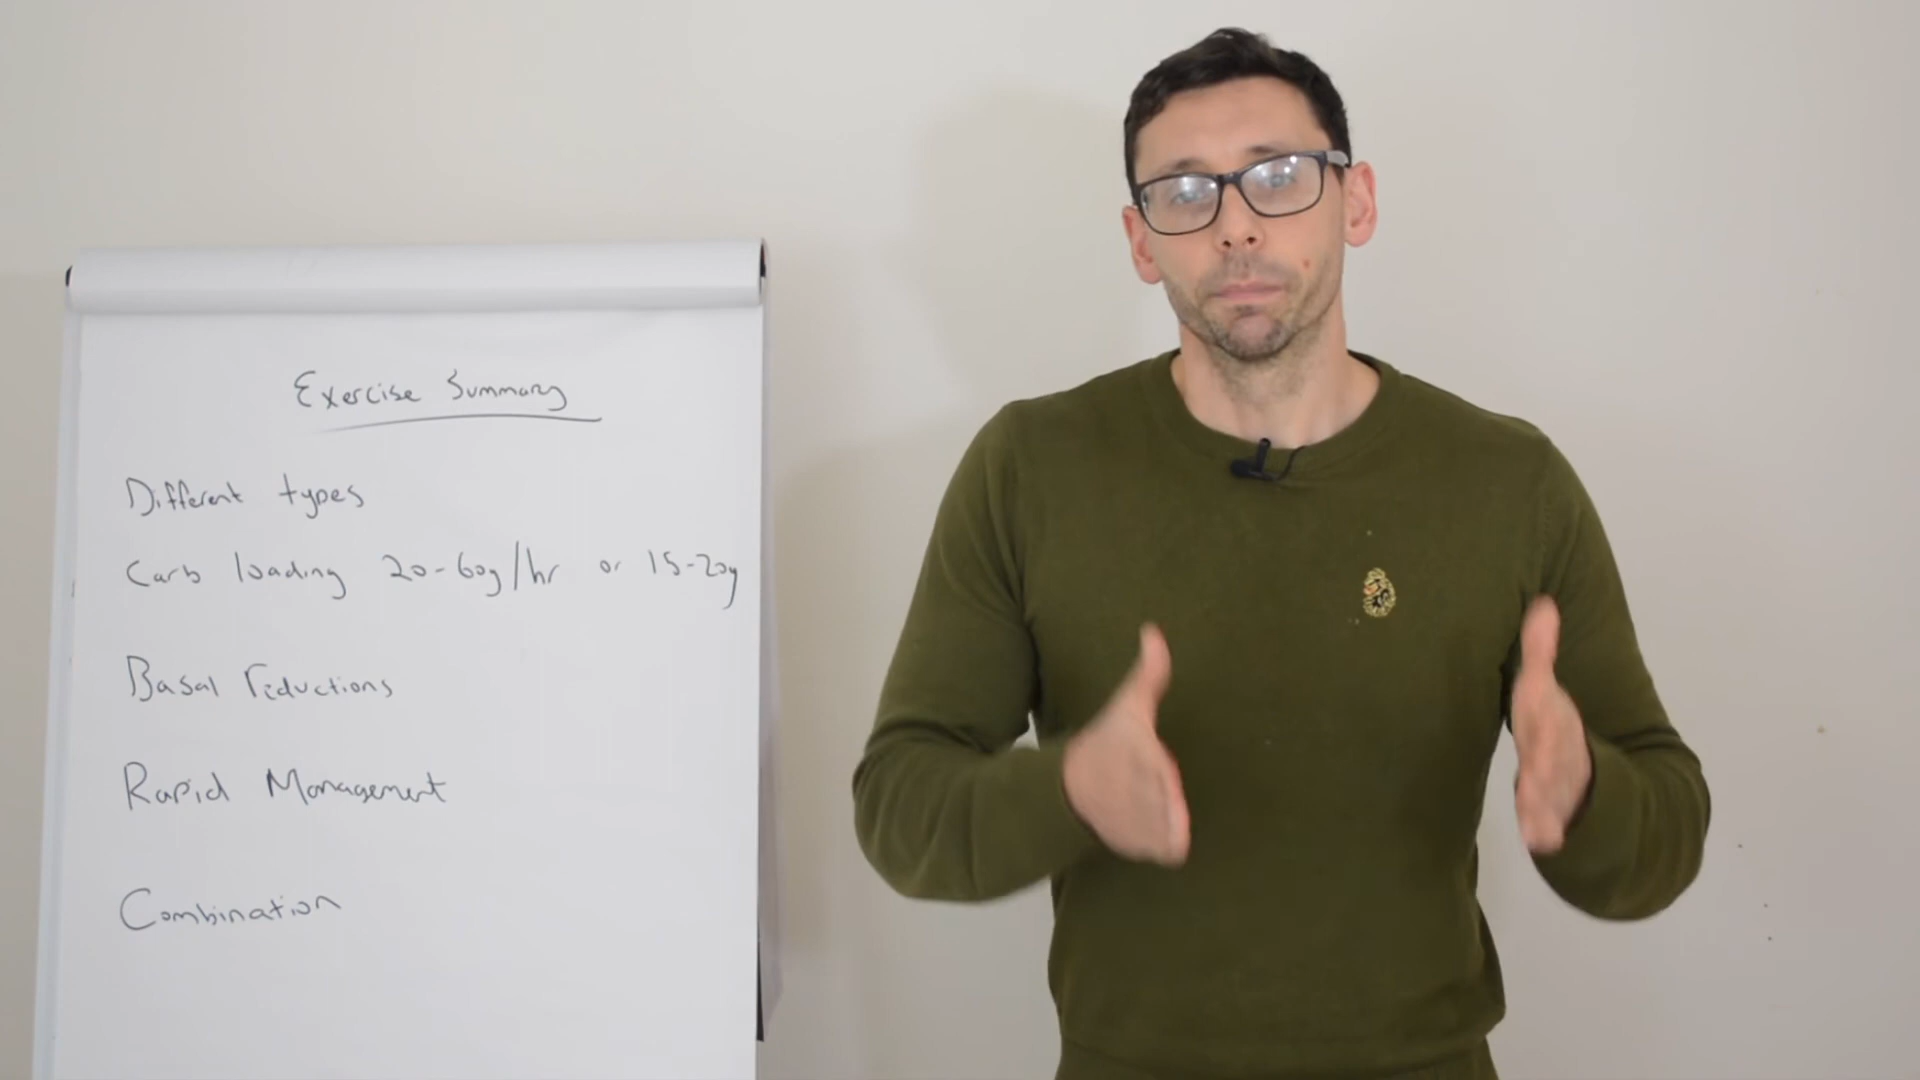 Exercise Summary
Different types
Carb loading 20-60g/hr or 15-20g
Basal reductions
Rapid Management
Combination